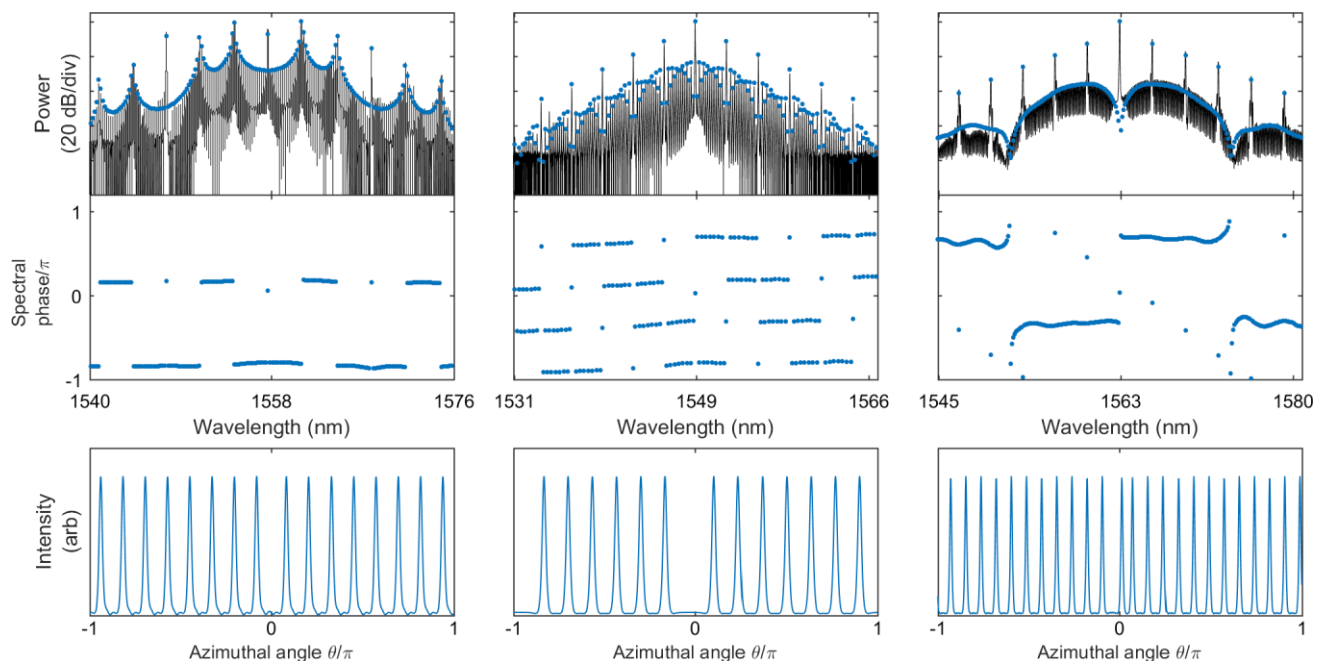 Power
(20 dB/div)
1
0
-1
Spectral
phase/π
1540 1558 1576
Wavelength (nm)
1531 1549 1566
Wavelength (nm)
1545 1563 1580
Wavelength (nm)
Intensity
(arb)
-1 0 1
Azimuthal angle θ/π
-1 0 1
Azimuthal angle θ/π
-1 0 1
Azimuthal angle θ/π